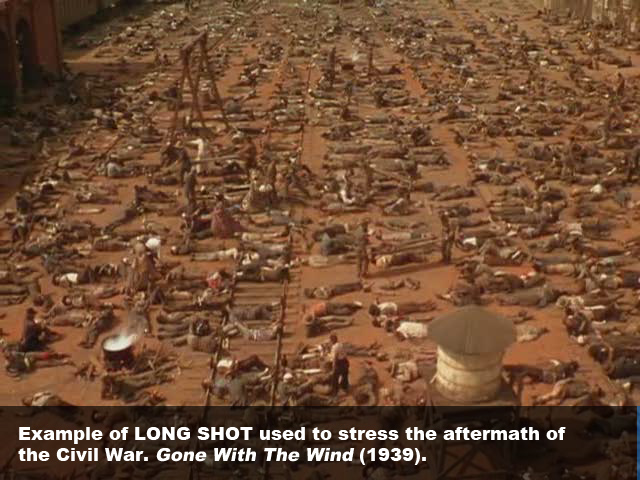 Example of LONG SHOT used to stress the aftermath of
the Civil War. Gone With The Wind (1939).